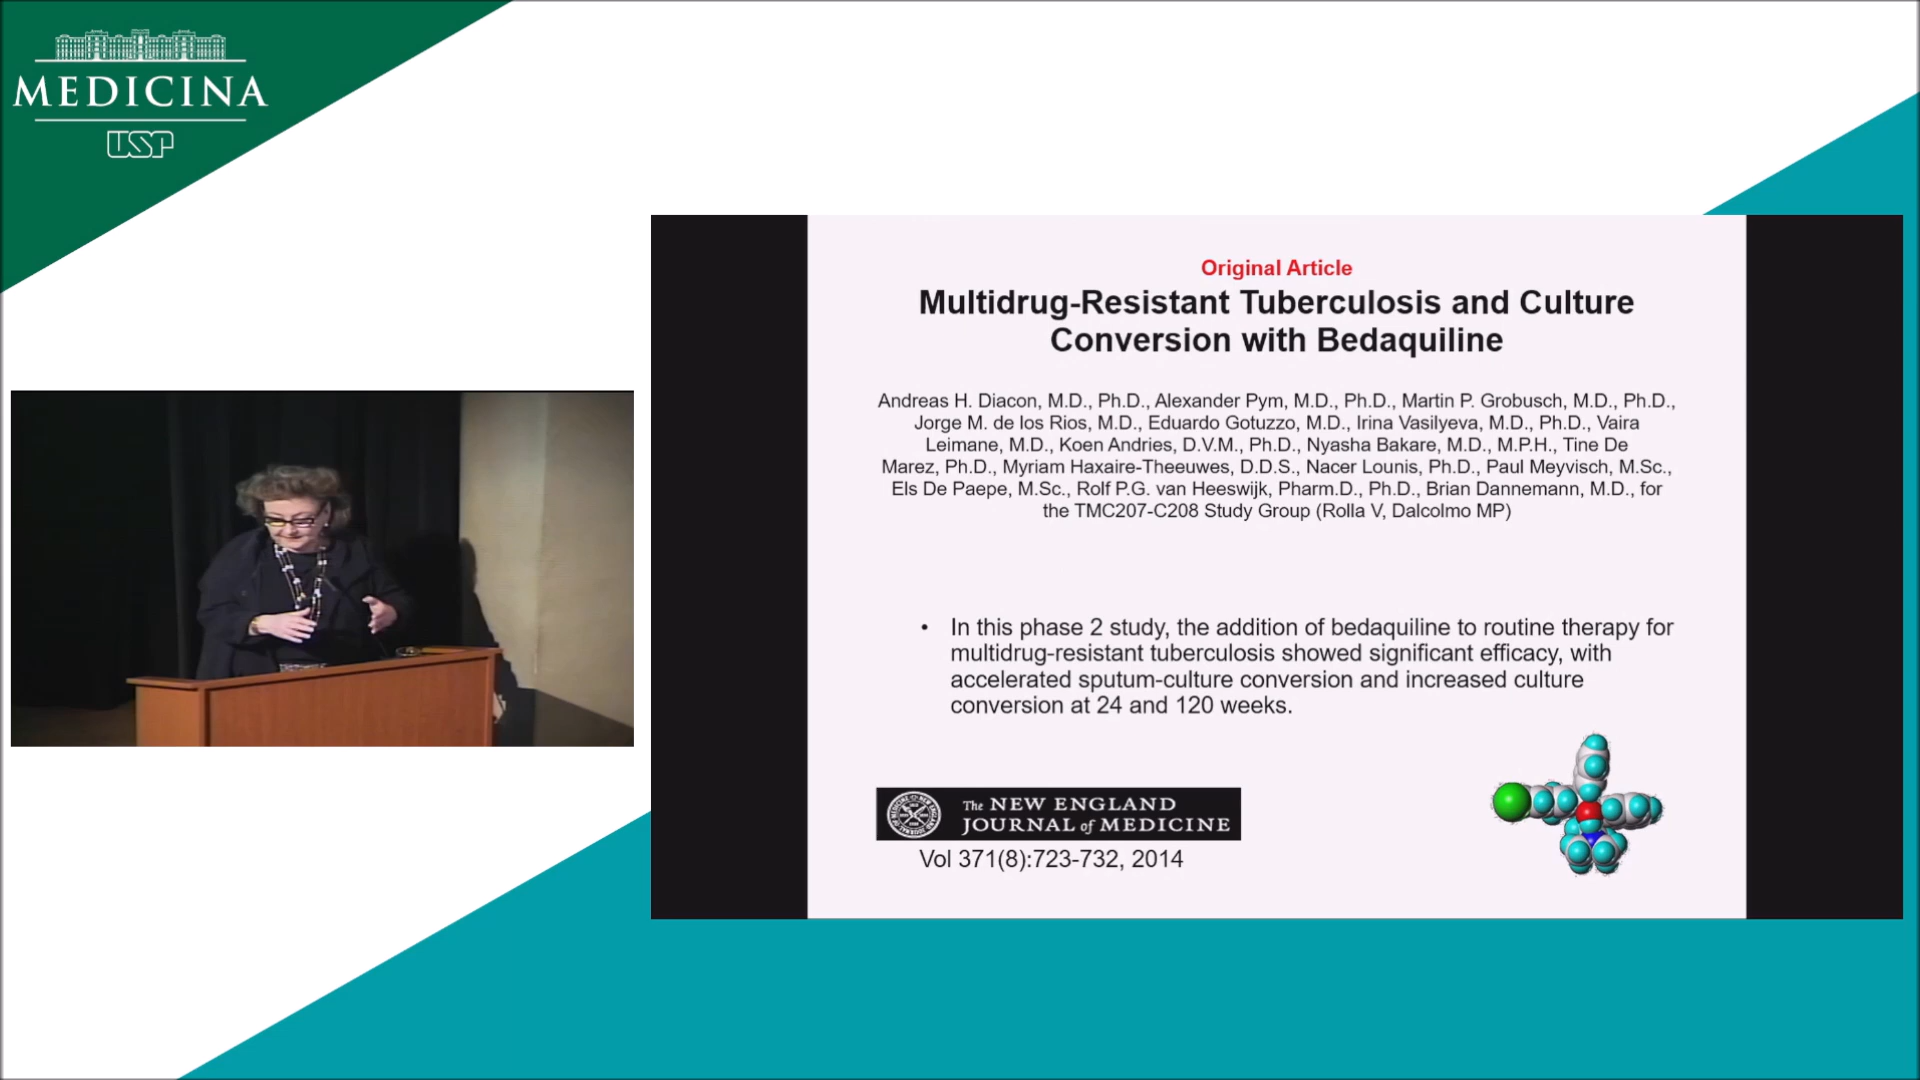 MEDICINA
USP
Original Article
Multidrug-Resistant Tuberculosis and Culture
Conversion with Bedaquiline
Andreas H. Diacon, M.D., Ph.D., Alexander Pym, M.D., Ph.D., Martin P. Grobusch, M.D., Ph.D.,
Jorge M. de los Rios, M.D., Eduardo Gotuzzo, M.D., Irina Vasilyeva, M.D., Ph.D., Vaira
Leimane, M.D., Koen Andries, D.V.M., Ph.D., Nyasha Bakare, M.D., M.P.H., Tine De
Marez, Ph.D., Myriam Haxaire-Theeuwes, D.D.S., Nacer Lounis, Ph.D., Paul Meyvisch, M.Sc.,
Els De Paepe, M.Sc., Rolf P.G. van Heeswijk, Pharm.D., Ph.D., Brian Dannemann, M.D., for
the TMC207-C208 Study Group (Rolla V, Dalcolmo MP)
• In this phase 2 study, the addition of bedaquiline to routine therapy for
multidrug-resistant tuberculosis showed significant efficacy, with
accelerated sputum-culture conversion and increased culture
conversion at 24 and 120 weeks.
The NEW ENGLAND
JOURNAL of MEDICINE
Vol 371(8):723-732, 2014